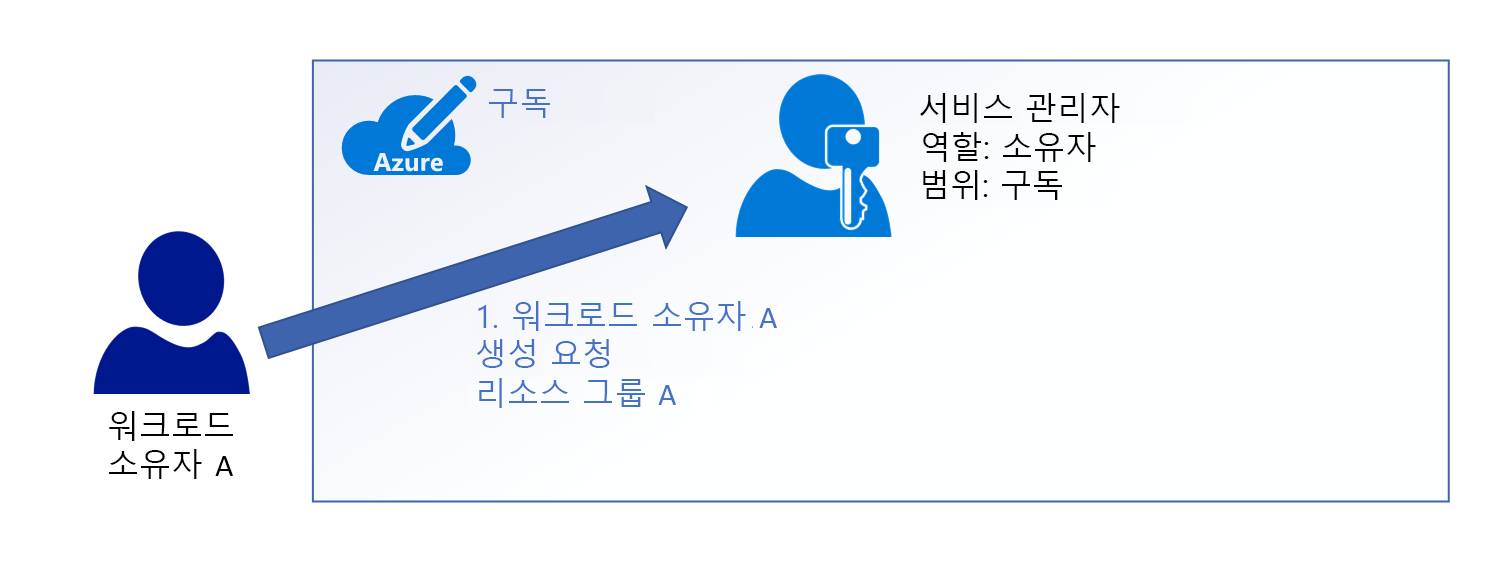 Azure
구독
서비스 관리자
역할: 소유자
범위: 구독
1. 워크로드 소유자 A
생성 요청
리소스 그룹 A
워크로드
소유자 A